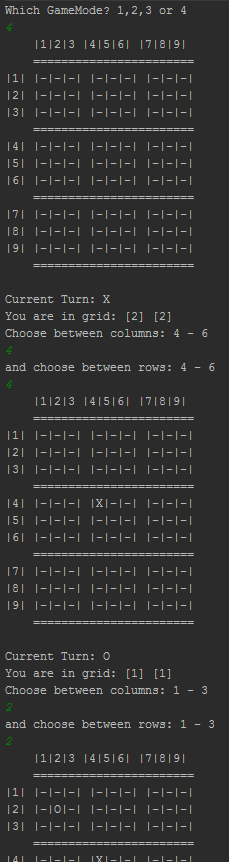 Which GameMode? 1,2,3 or 4
4
|1|2|3 |4|5|6| |7|8|9|
========================
|1| |-|-|-| |-|-|-| |-|-|-|
|2| |-|-|-| |-|-|-| |-|-|-|
|3| |-|-|-| |-|-|-| |-|-|-|
========================
|4| |-|-|-| |-|-|-| |-|-|-|
|5| |-|-|-| |-|-|-| |-|-|-|
|6| |-|-|-| |-|-|-| |-|-|-|
========================
|7| |-|-|-| |-|-|-| |-|-|-|
|8| |-|-|-| |-|-|-| |-|-|-|
|9| |-|-|-| |-|-|-| |-|-|-|
========================
Current Turn: X
You are in grid: [2] [2]
Choose between columns: 4 - 6
4
and choose between rows: 4 - 6
4
|1|2|3 |4|5|6| |7|8|9|
========================
|1| |-|-|-| |-|-|-| |-|-|-|
|2| |-|-|-| |-|-|-| |-|-|-|
|3| |-|-|-| |-|-|-| |-|-|-|
========================
|4| |-|-|-| |X|-|-| |-|-|-|
|5| |-|-|-| |-|-|-| |-|-|-|
|6| |-|-|-| |-|-|-| |-|-|-|
========================
|7| |-|-|-| |-|-|-| |-|-|-|
|8| |-|-|-| |-|-|-| |-|-|-|
|9| |-|-|-| |-|-|-| |-|-|-|
========================
Current Turn: O
You are in grid: [1] [1]
Choose between columns: 1 - 3
2
and choose between rows: 1 - 3
2
|1|2|3 |4|5|6| |7|8|9|
========================
|1| |-|-|-| |-|-|-| |-|-|-|
|2| |-|O|-| |-|-|-| |-|-|-|
|3| |-|-|-| |-|-|-| |-|-|-|
========================
|4| |-|-|-| |X|-|-| |-|-|-|